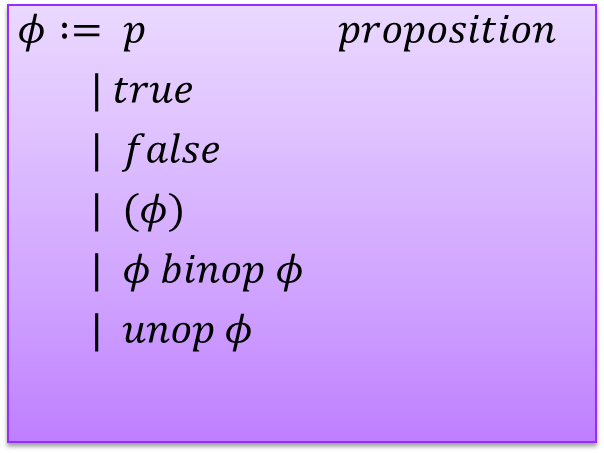 ϕ := p proposition
| true
| false
| (ϕ)
| ϕ binop ϕ
| unop ϕ